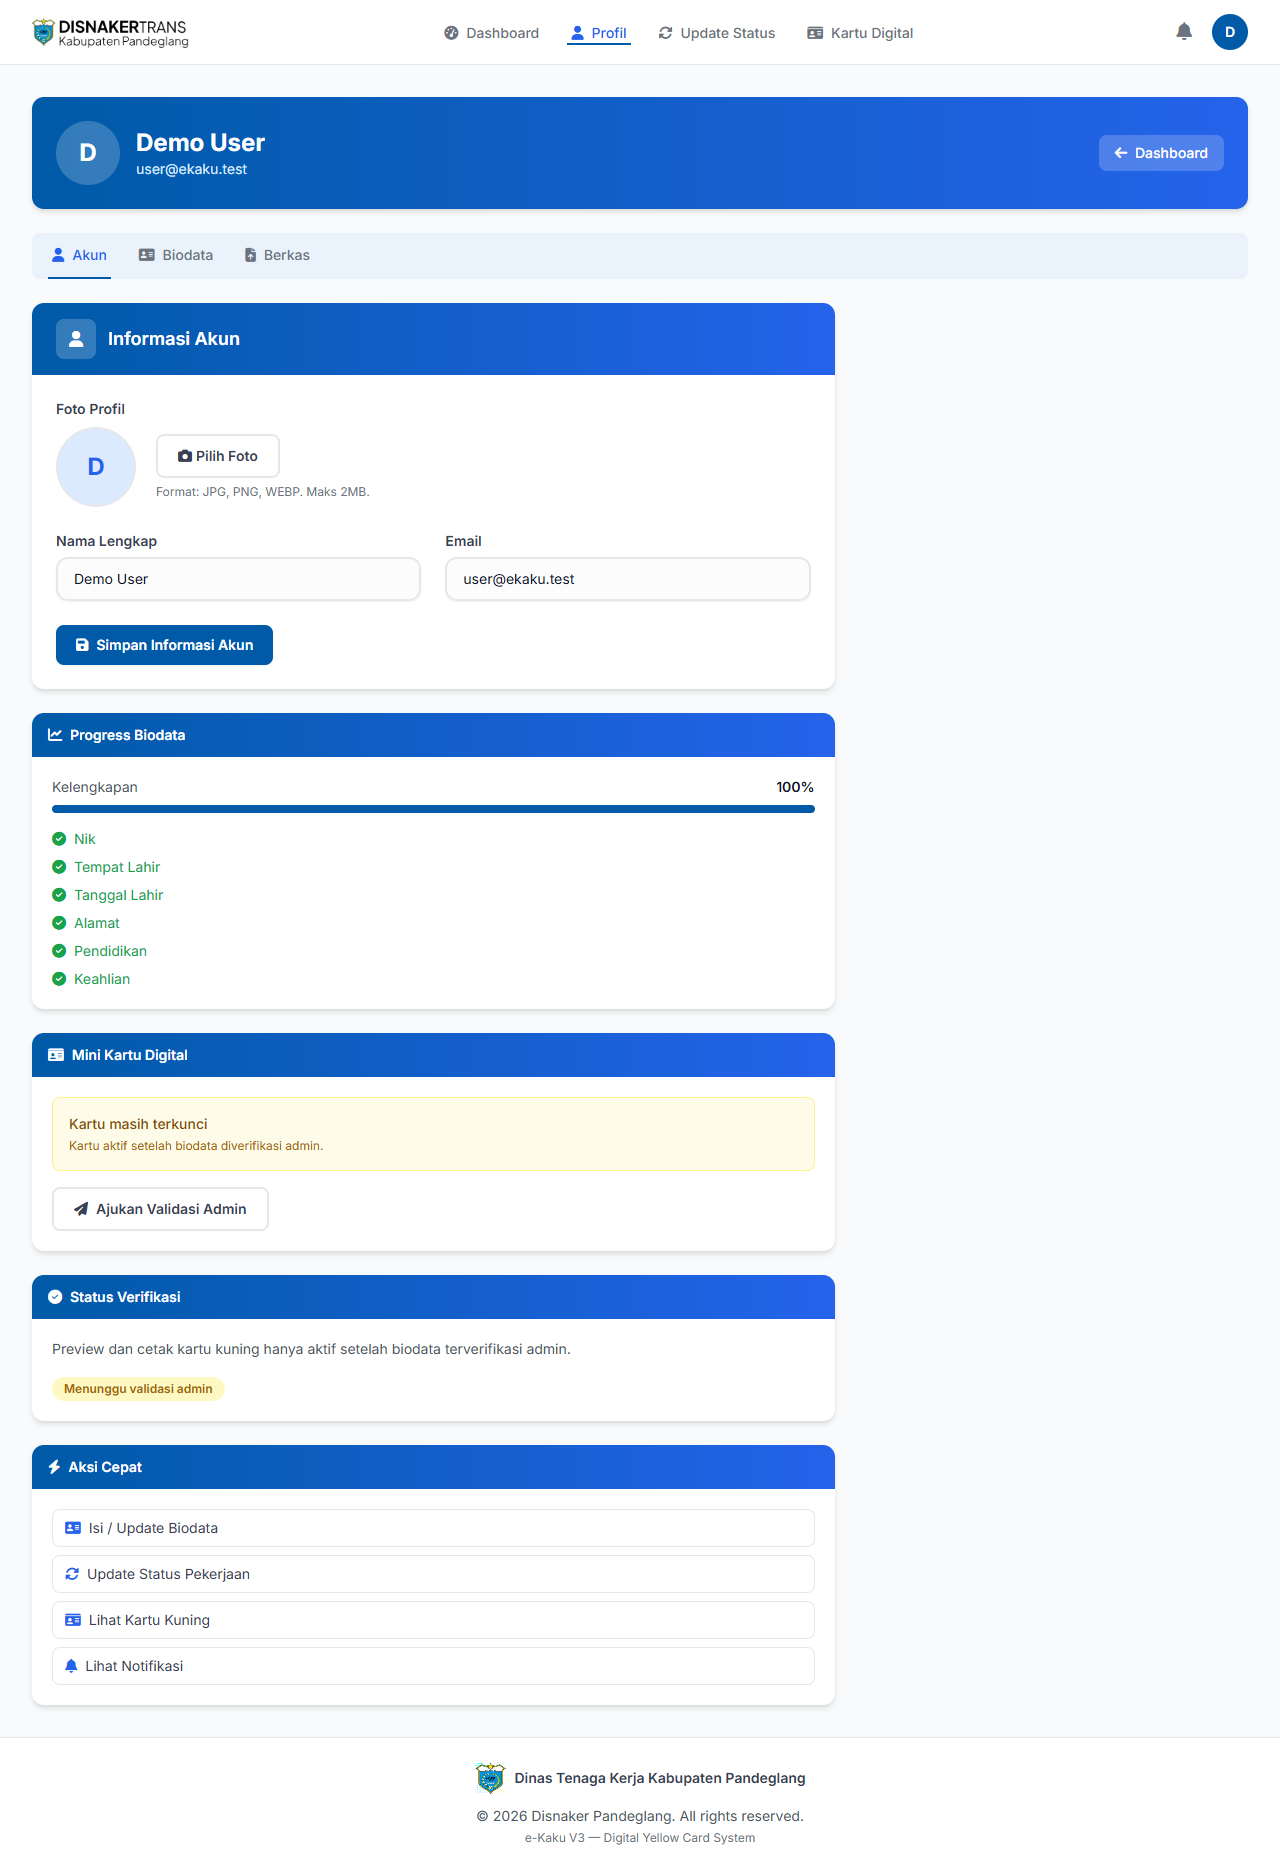 DISNAKERTRANS
Kabupaten Pandeglang
Dashboard
Profil
Update Status
Kartu Digital
D
D
Demo User
user@ekaku.test
Dashboard
Akun
Biodata
Berkas
Informasi Akun
Foto Profil
D
Pilih Foto
Format: JPG, PNG, WEBP. Maks 2MB.
Nama Lengkap
Email
Demo User
user@ekaku.test
Simpan Informasi Akun
Progress Biodata
Kelengkapan
100%
Nik
Tempat Lahir
Tanggal Lahir
Alamat
Pendidikan
Keahlian
Mini Kartu Digital
Kartu masih terkunci
Kartu aktif setelah biodata diverifikasi admin.
Ajukan Validasi Admin
Status Verifikasi
Preview dan cetak kartu kuning hanya aktif setelah biodata terverifikasi admin.
Menunggu validasi admin
Aksi Cepat
Isi / Update Biodata
Update Status Pekerjaan
Lihat Kartu Kuning
Lihat Notifikasi
Dinas Tenaga Kerja Kabupaten Pandeglang
© 2026 Disnaker Pandeglang. All rights reserved.
e-Kaku V3 — Digital Yellow Card System